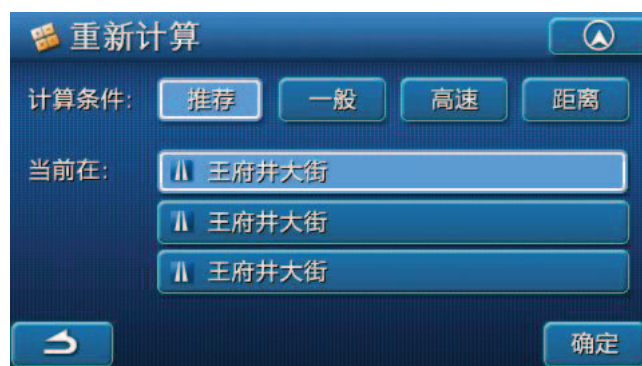 重新计算
计算条件: 推荐 一般 高速 距离
当前在: 王府井大街
王府井大街
王府井大街
确定